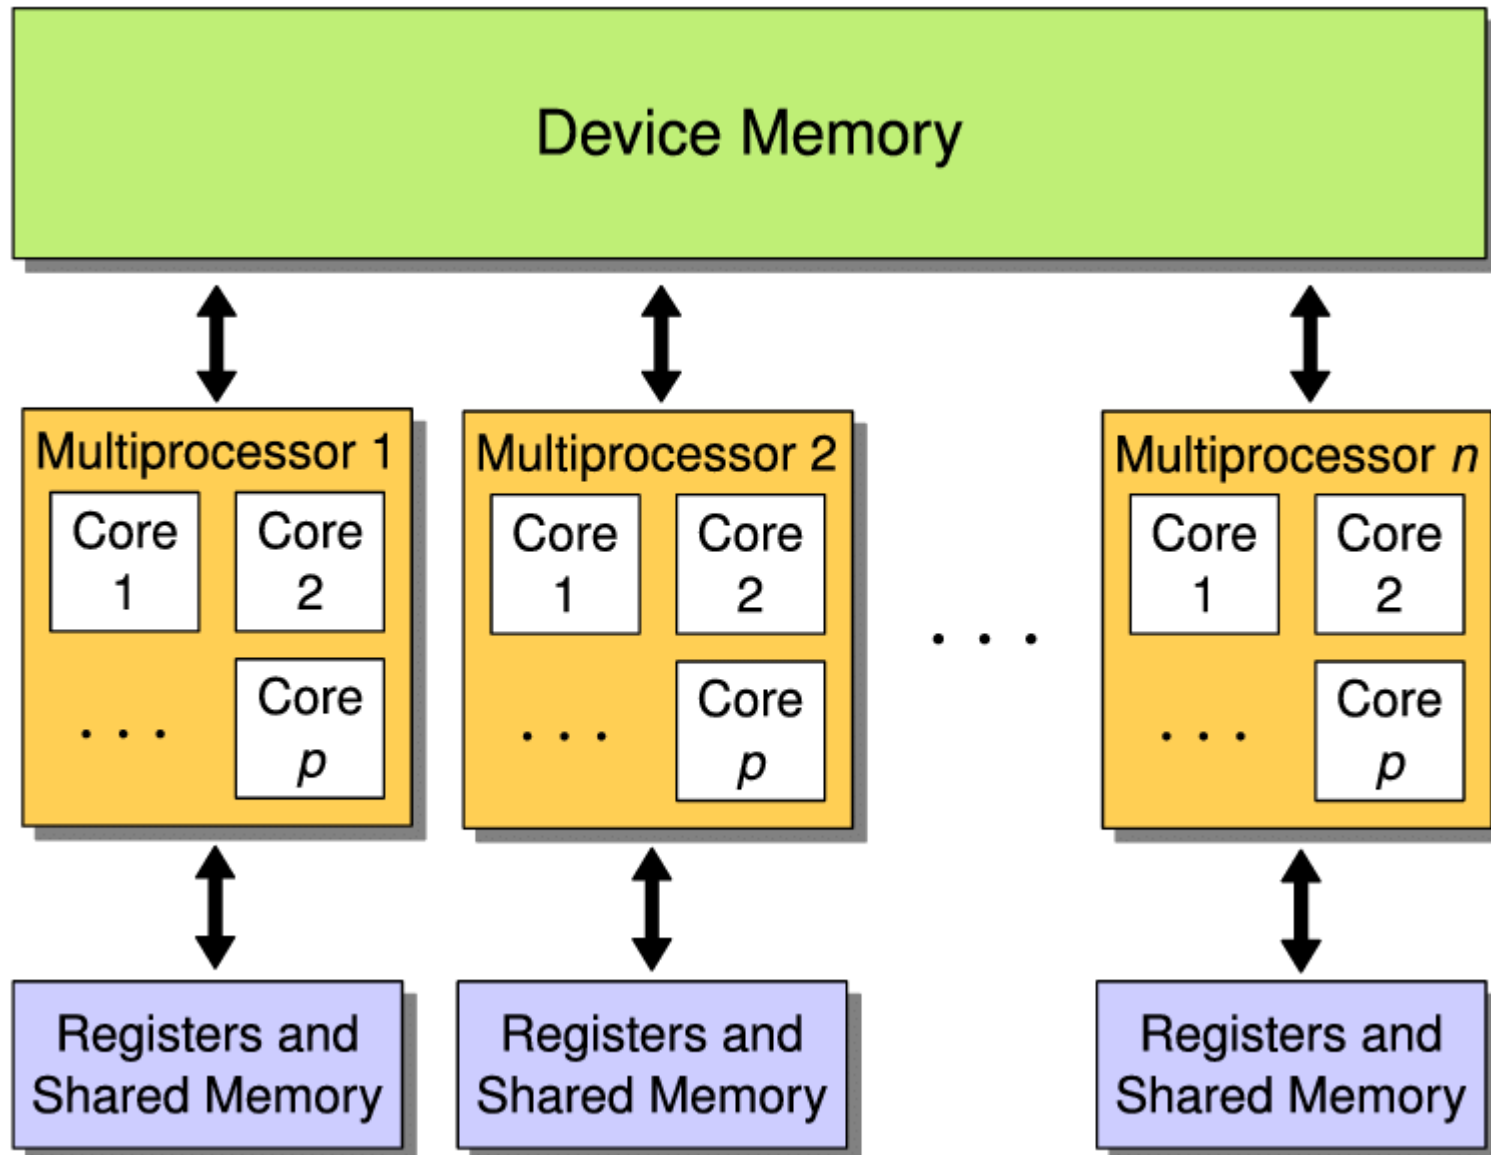 Device Memory
Multiprocessor 1
Core
1
Core
2
. . .
Core
p
Multiprocessor 2
Core
1
Core
2
. . .
Core
p
. . .
Multiprocessor n
Core
1
Core
2
. . .
Core
p
Registers and
Shared Memory
Registers and
Shared Memory
Registers and
Shared Memory